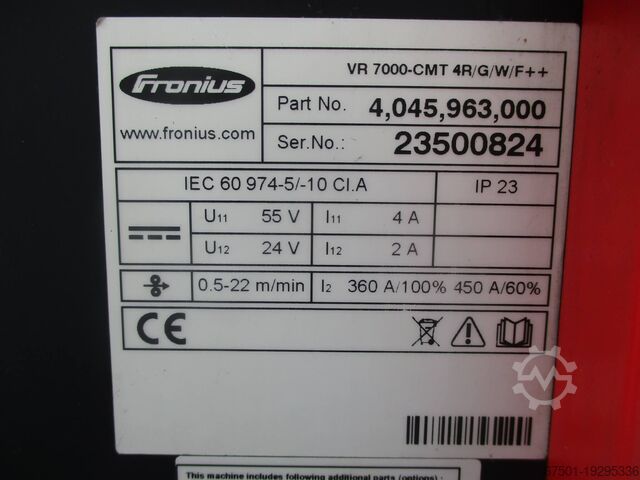 Fronius
www.fronius.com
VR 7000-CMT 4R/G/W/F++
Part No. 4,045,963,000
Ser.No.: 23500824
IEC 60 974-5/-10 Cl.A IP 23
U11 55 V I11 4 A
U12 24 V I12 2 A
0.5-22 m/min I2 360 A/100% 450 A/60%
CE
This machine includes following additional parts (options) :
67501-19295336